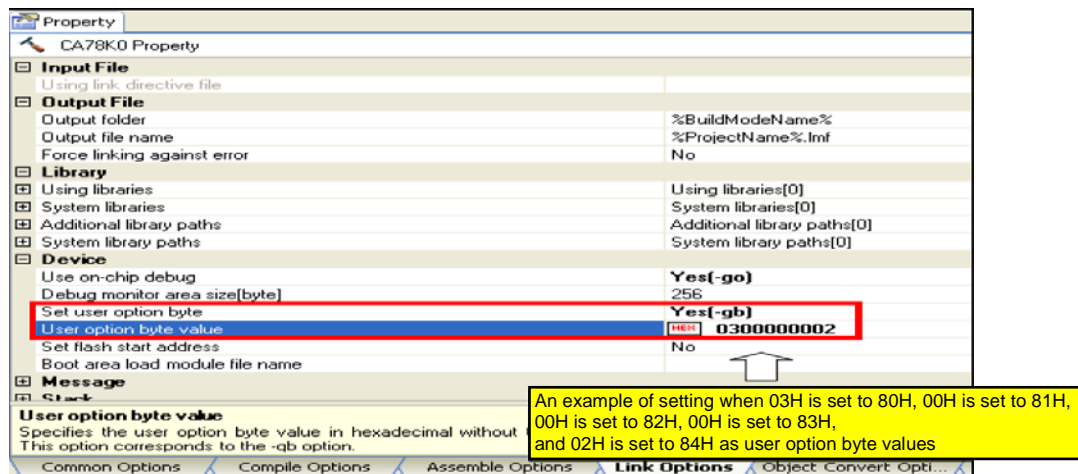 Property
CA78K0 Property
Input File
Using link directive file
Output File
Output folder %BuildModeName%
Output file name %ProjectName%.lmf
Force linking against error No
Library
Using libraries Using libraries[0]
System libraries System libraries[0]
Additional library paths Additional library paths[0]
System library paths System library paths[0]
Device
Use on-chip debug Yes(-go)
Debug monitor area size[byte] 256
Set user option byte Yes(-gb)
User option byte value HEX 0300000002
Set flash start address No
Boot area load module file name
Message
Stack
User option byte value
Specifies the user option byte value in hexadecimal without
This option corresponds to the -gb option.
An example of setting when 03H is set to 80H, 00H is set to 81H,
00H is set to 82H, 00H is set to 83H,
and 02H is set to 84H as user option byte values
Common Options Compile Options Assemble Options Link Options Object Convert Opti...